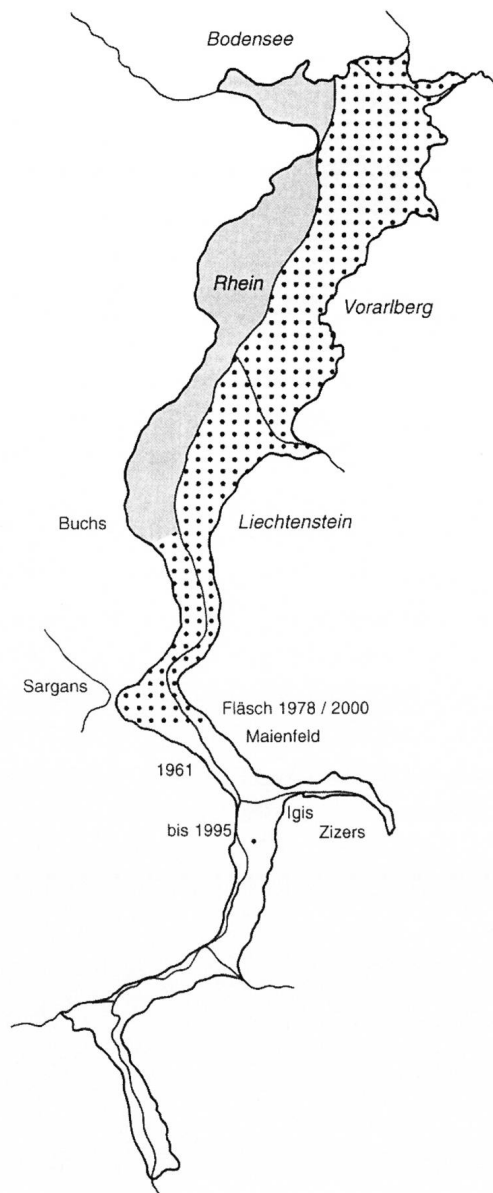 Bodensee
Rhein
Vorarlberg
Buchs
Liechtenstein
Sargans
Fläsch 1978 / 2000
Maienfeld
1961
Igis
bis 1995
Zizers